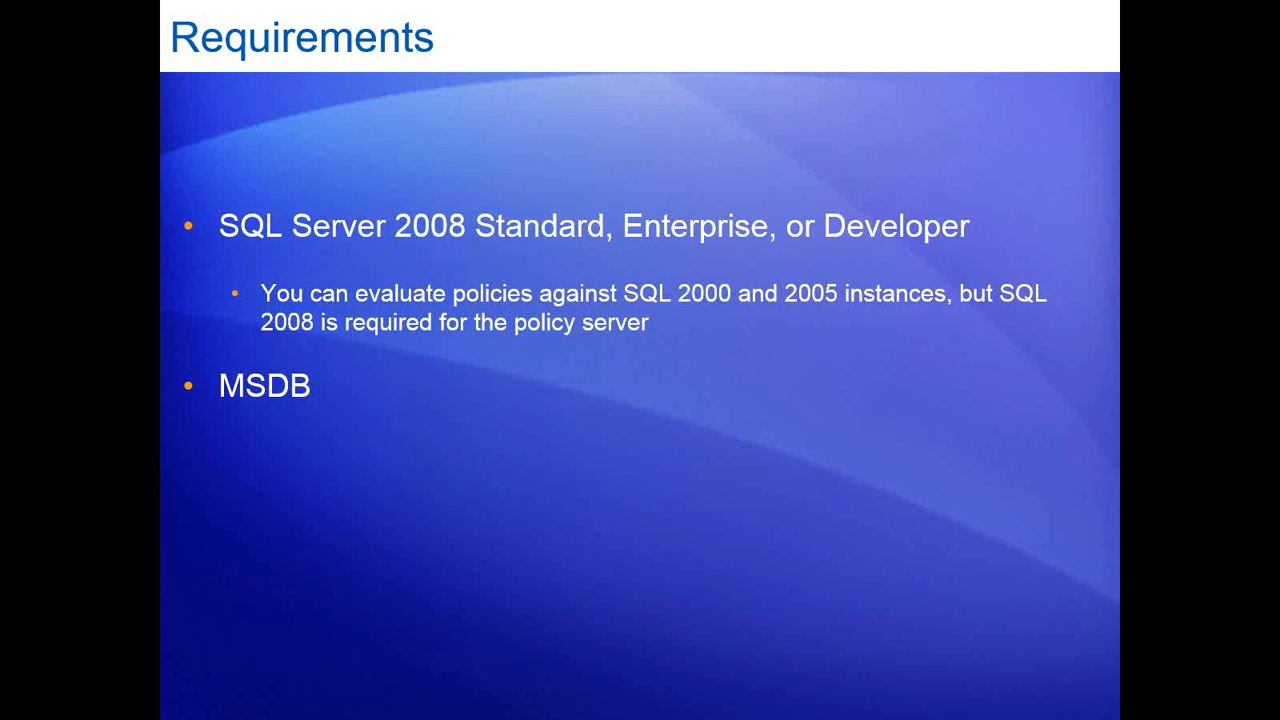 Requirements
• SQL Server 2008 Standard, Enterprise, or Developer
• You can evaluate policies against SQL 2000 and 2005 instances, but SQL
2008 is required for the policy server
• MSDB